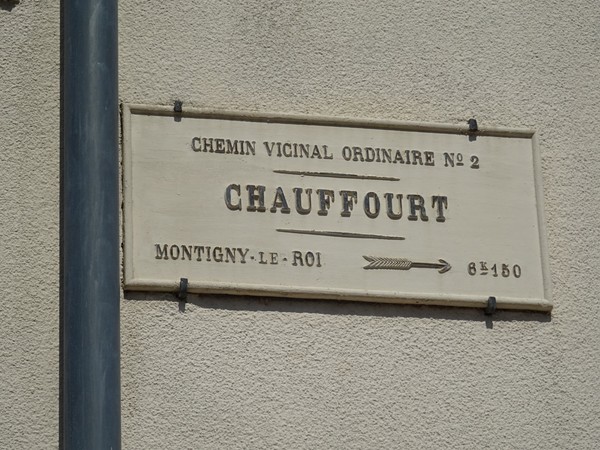 CHEMIN VICINAL ORDINAIRE Nº 2
CHAUFFOURT
MONTIGNY-LE-ROI 6K150